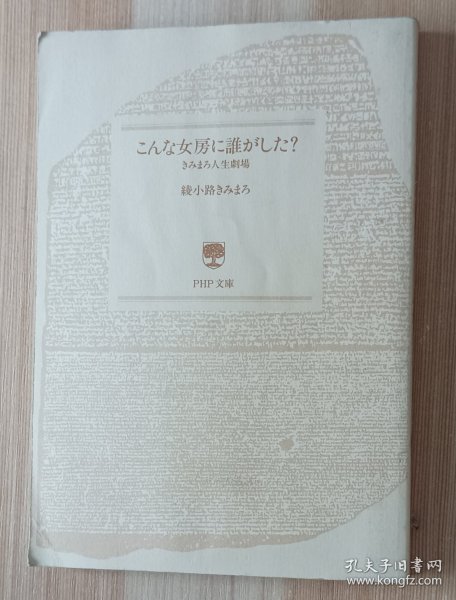 こんな女房に誰がした?
きみまろ人生劇場
綾小路きみまろ
PHP文庫
孔夫子旧书网
www.kongfz.com